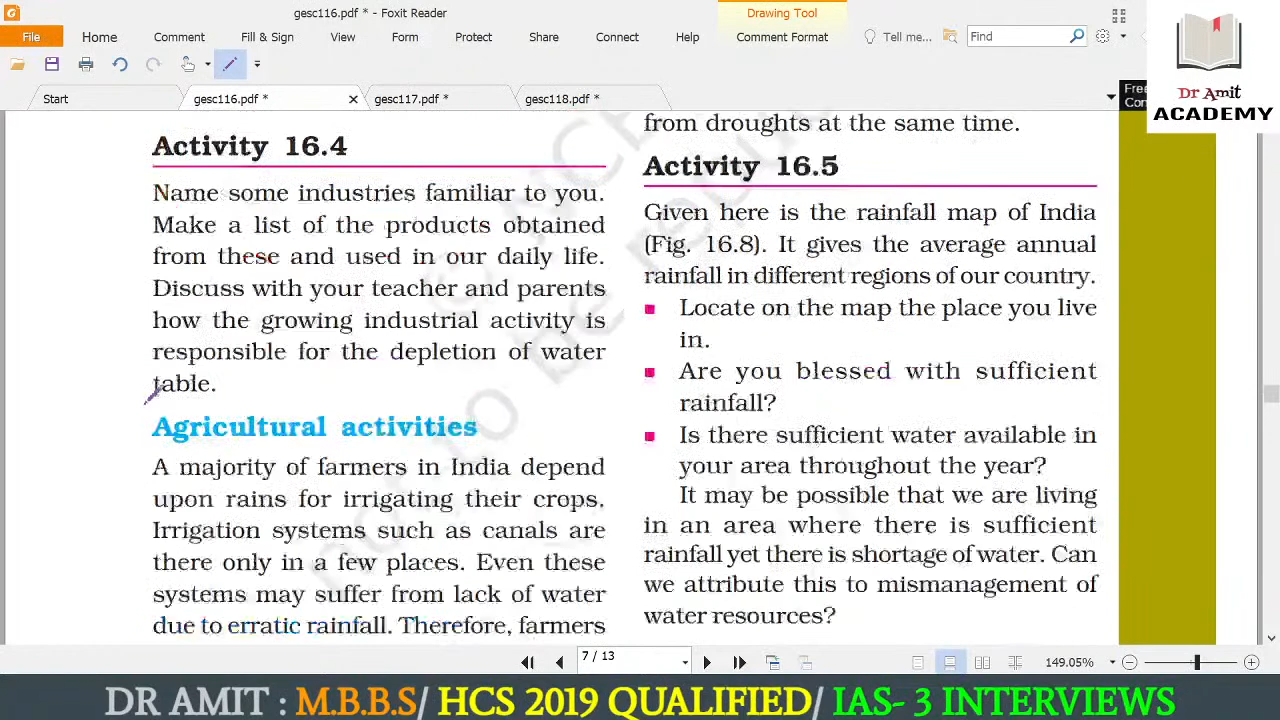 gesc116.pdf * - Foxit Reader
Drawing Tool
File Home Comment Fill & Sign View Form Protect Share Connect Help Comment Format Tell me... Find
Start gesc116.pdf * gesc117.pdf * gesc118.pdf *
Dr Amit
ACADEMY
Activity 16.4
Name some industries familiar to you.
Make a list of the products obtained
from these and used in our daily life.
Discuss with your teacher and parents
how the growing industrial activity is
responsible for the depletion of water
table.
Agricultural activities
A majority of farmers in India depend
upon rains for irrigating their crops.
Irrigation systems such as canals are
there only in a few places. Even these
systems may suffer from lack of water
due to erratic rainfall. Therefore, farmers
from droughts at the same time.
Activity 16.5
Given here is the rainfall map of India
(Fig. 16.8). It gives the average annual
rainfall in different regions of our country.
Locate on the map the place you live
in.
Are you blessed with sufficient
rainfall?
Is there sufficient water available in
your area throughout the year?
It may be possible that we are living
in an area where there is sufficient
rainfall yet there is shortage of water. Can
we attribute this to mismanagement of
water resources?
7 / 13
149.05%
DR AMIT : M.B.B.S/ HCS 2019 QUALIFIED/ IAS- 3 INTERVIEWS